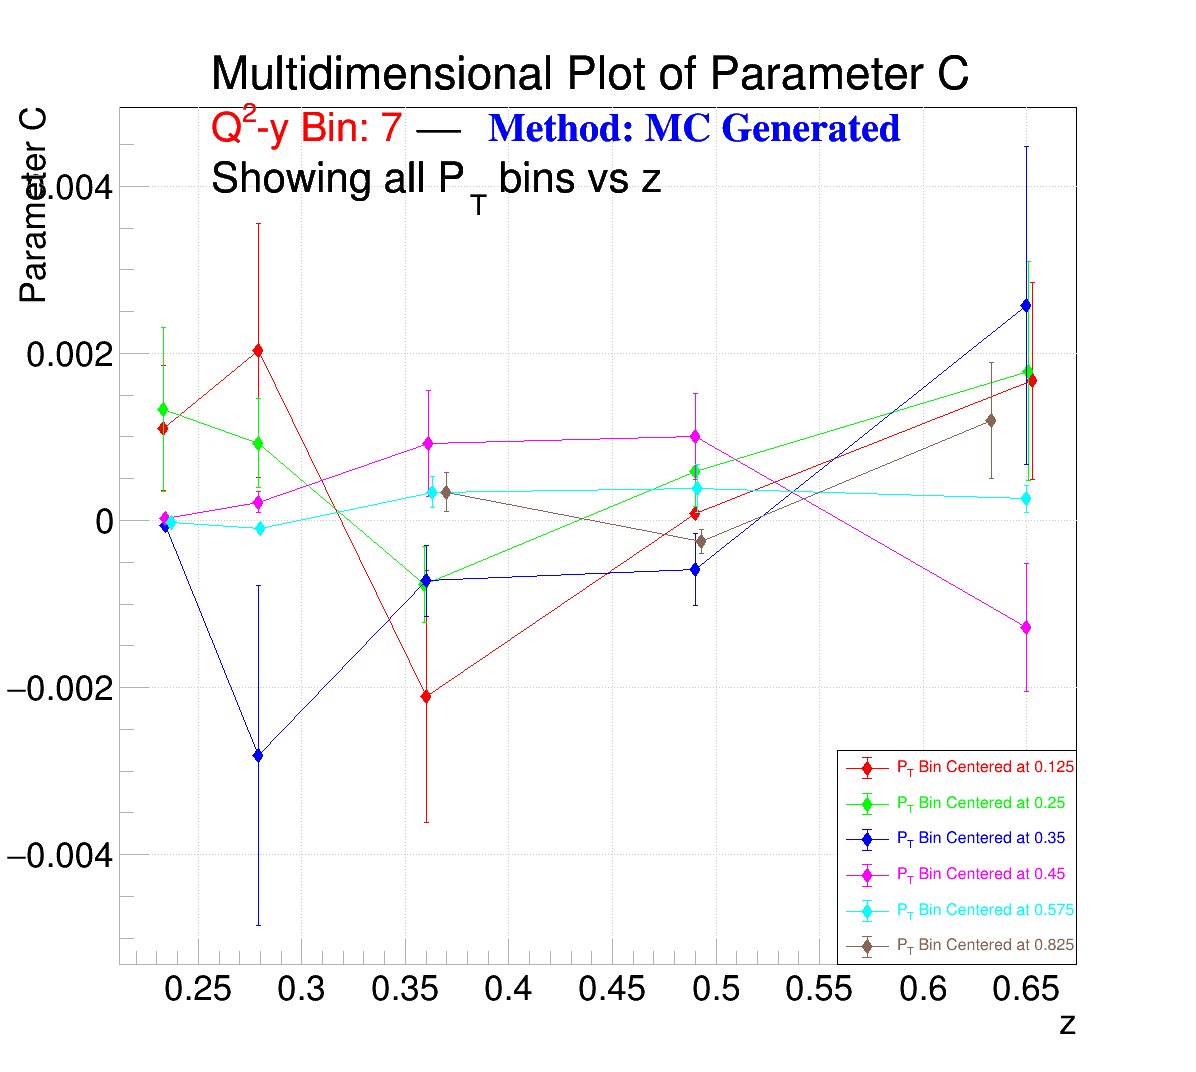 Multidimensional Plot of Parameter C
Q²-y Bin: 7 — Method: MC Generated
Showing all P_T bins vs z
Parameter C
0.004
0.002
0
−0.002
−0.004
0.25 0.3 0.35 0.4 0.45 0.5 0.55 0.6 0.65
z
P_T Bin Centered at 0.125
P_T Bin Centered at 0.25
P_T Bin Centered at 0.35
P_T Bin Centered at 0.45
P_T Bin Centered at 0.575
P_T Bin Centered at 0.825